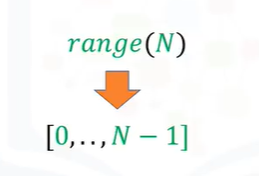 range(N)
[0,..,N − 1]